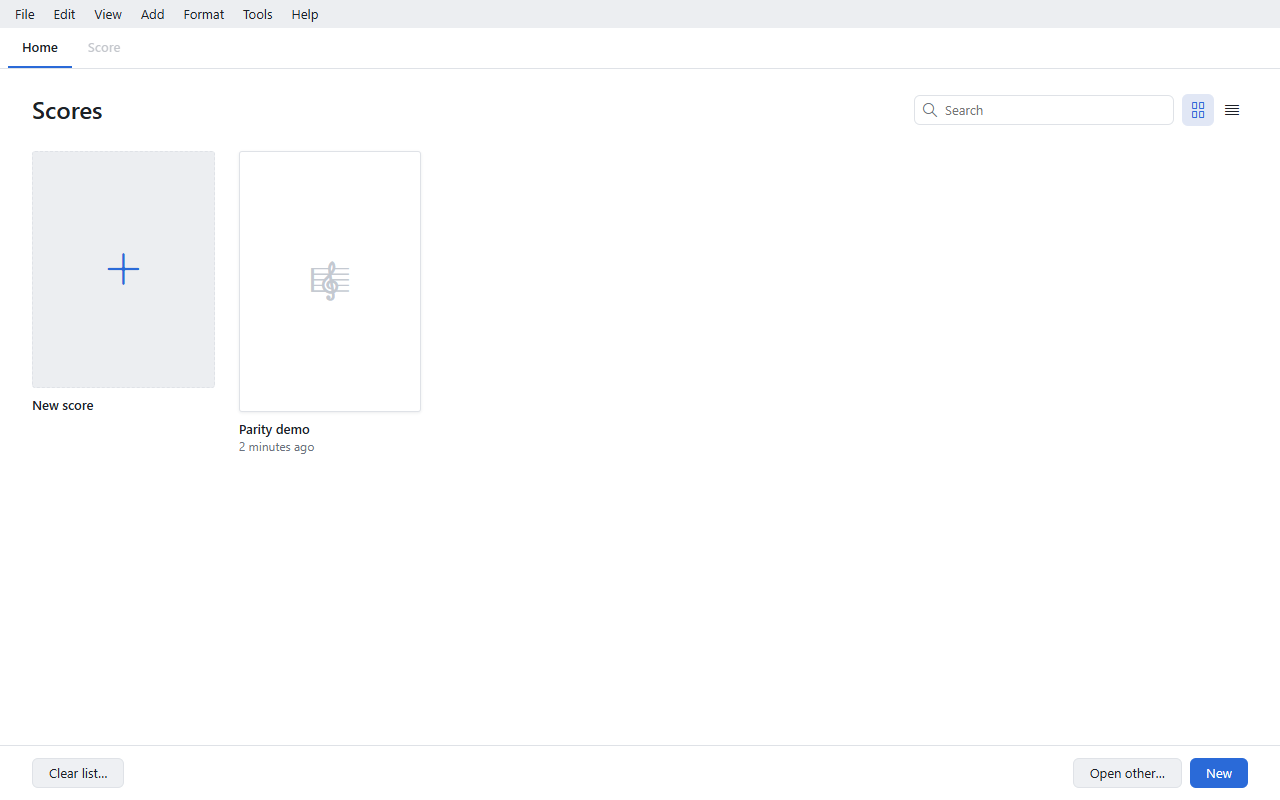 File Edit View Add Format Tools Help
Home Score
Scores
Search
New score
Parity demo
2 minutes ago
Clear list...
Open other...
New